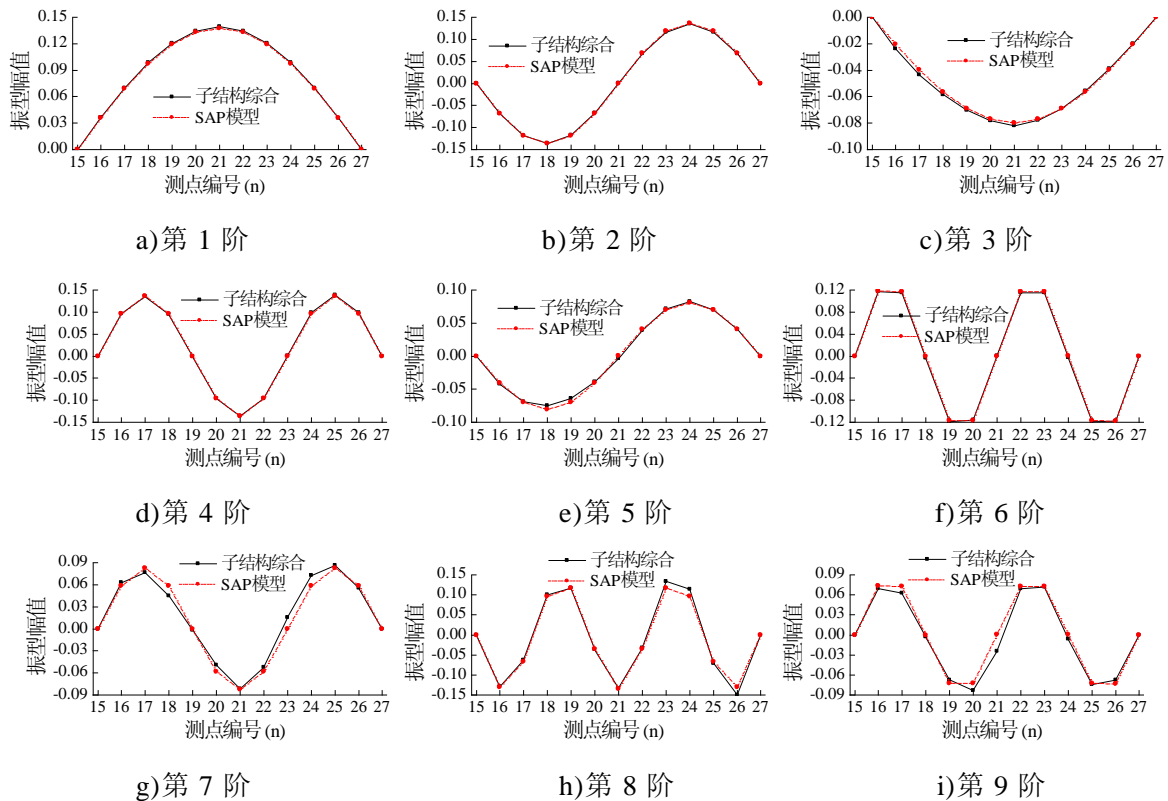 振型幅值
0.15
0.12
0.09
0.06
0.03
0.00
子结构综合
SAP模型
15 16 17 18 19 20 21 22 23 24 25 26 27
测点编号 (n)
a)第 1 阶
振型幅值
0.15
0.10
0.05
0.00
-0.05
-0.10
-0.15
子结构综合
SAP模型
15 16 17 18 19 20 21 22 23 24 25 26 27
测点编号 (n)
b)第 2 阶
振型幅值
0.00
-0.02
-0.04
-0.06
-0.08
-0.10
子结构综合
SAP模型
15 16 17 18 19 20 21 22 23 24 25 26 27
测点编号 (n)
c)第 3 阶
振型幅值
0.15
0.10
0.05
0.00
-0.05
-0.10
-0.15
子结构综合
SAP模型
15 16 17 18 19 20 21 22 23 24 25 26 27
测点编号 (n)
d)第 4 阶
振型幅值
0.10
0.05
0.00
-0.05
-0.10
子结构综合
SAP模型
15 16 17 18 19 20 21 22 23 24 25 26 27
测点编号 (n)
e)第 5 阶
振型幅值
0.12
0.08
0.04
0.00
-0.04
-0.08
-0.12
子结构综合
SAP模型
15 16 17 18 19 20 21 22 23 24 25 26 27
测点编号 (n)
f)第 6 阶
振型幅值
0.09
0.06
0.03
0.00
-0.03
-0.06
-0.09
子结构综合
SAP模型
15 16 17 18 19 20 21 22 23 24 25 26 27
测点编号 (n)
g)第 7 阶
振型幅值
0.15
0.10
0.05
0.00
-0.05
-0.10
-0.15
子结构综合
SAP模型
15 16 17 18 19 20 21 22 23 24 25 26 27
测点编号 (n)
h)第 8 阶
振型幅值
0.09
0.06
0.03
0.00
-0.03
-0.06
-0.09
子结构综合
SAP模型
15 16 17 18 19 20 21 22 23 24 25 26 27
测点编号 (n)
i)第 9 阶